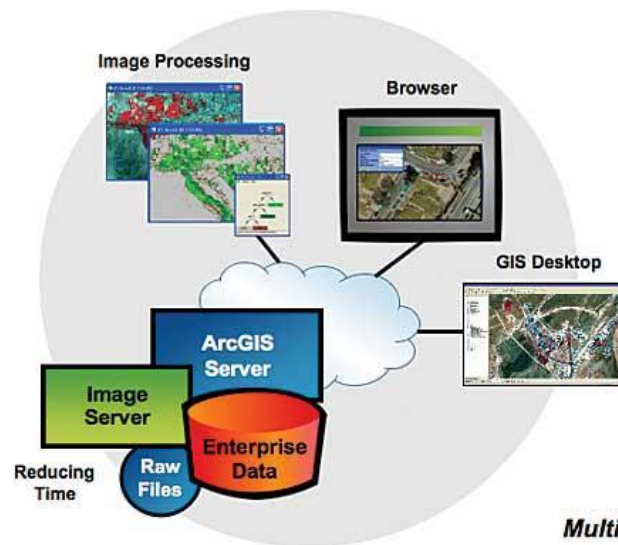 Image Processing
Browser
GIS Desktop
ArcGIS
Server
Image
Server
Enterprise
Data
Raw
Files
Reducing
Time
Multi